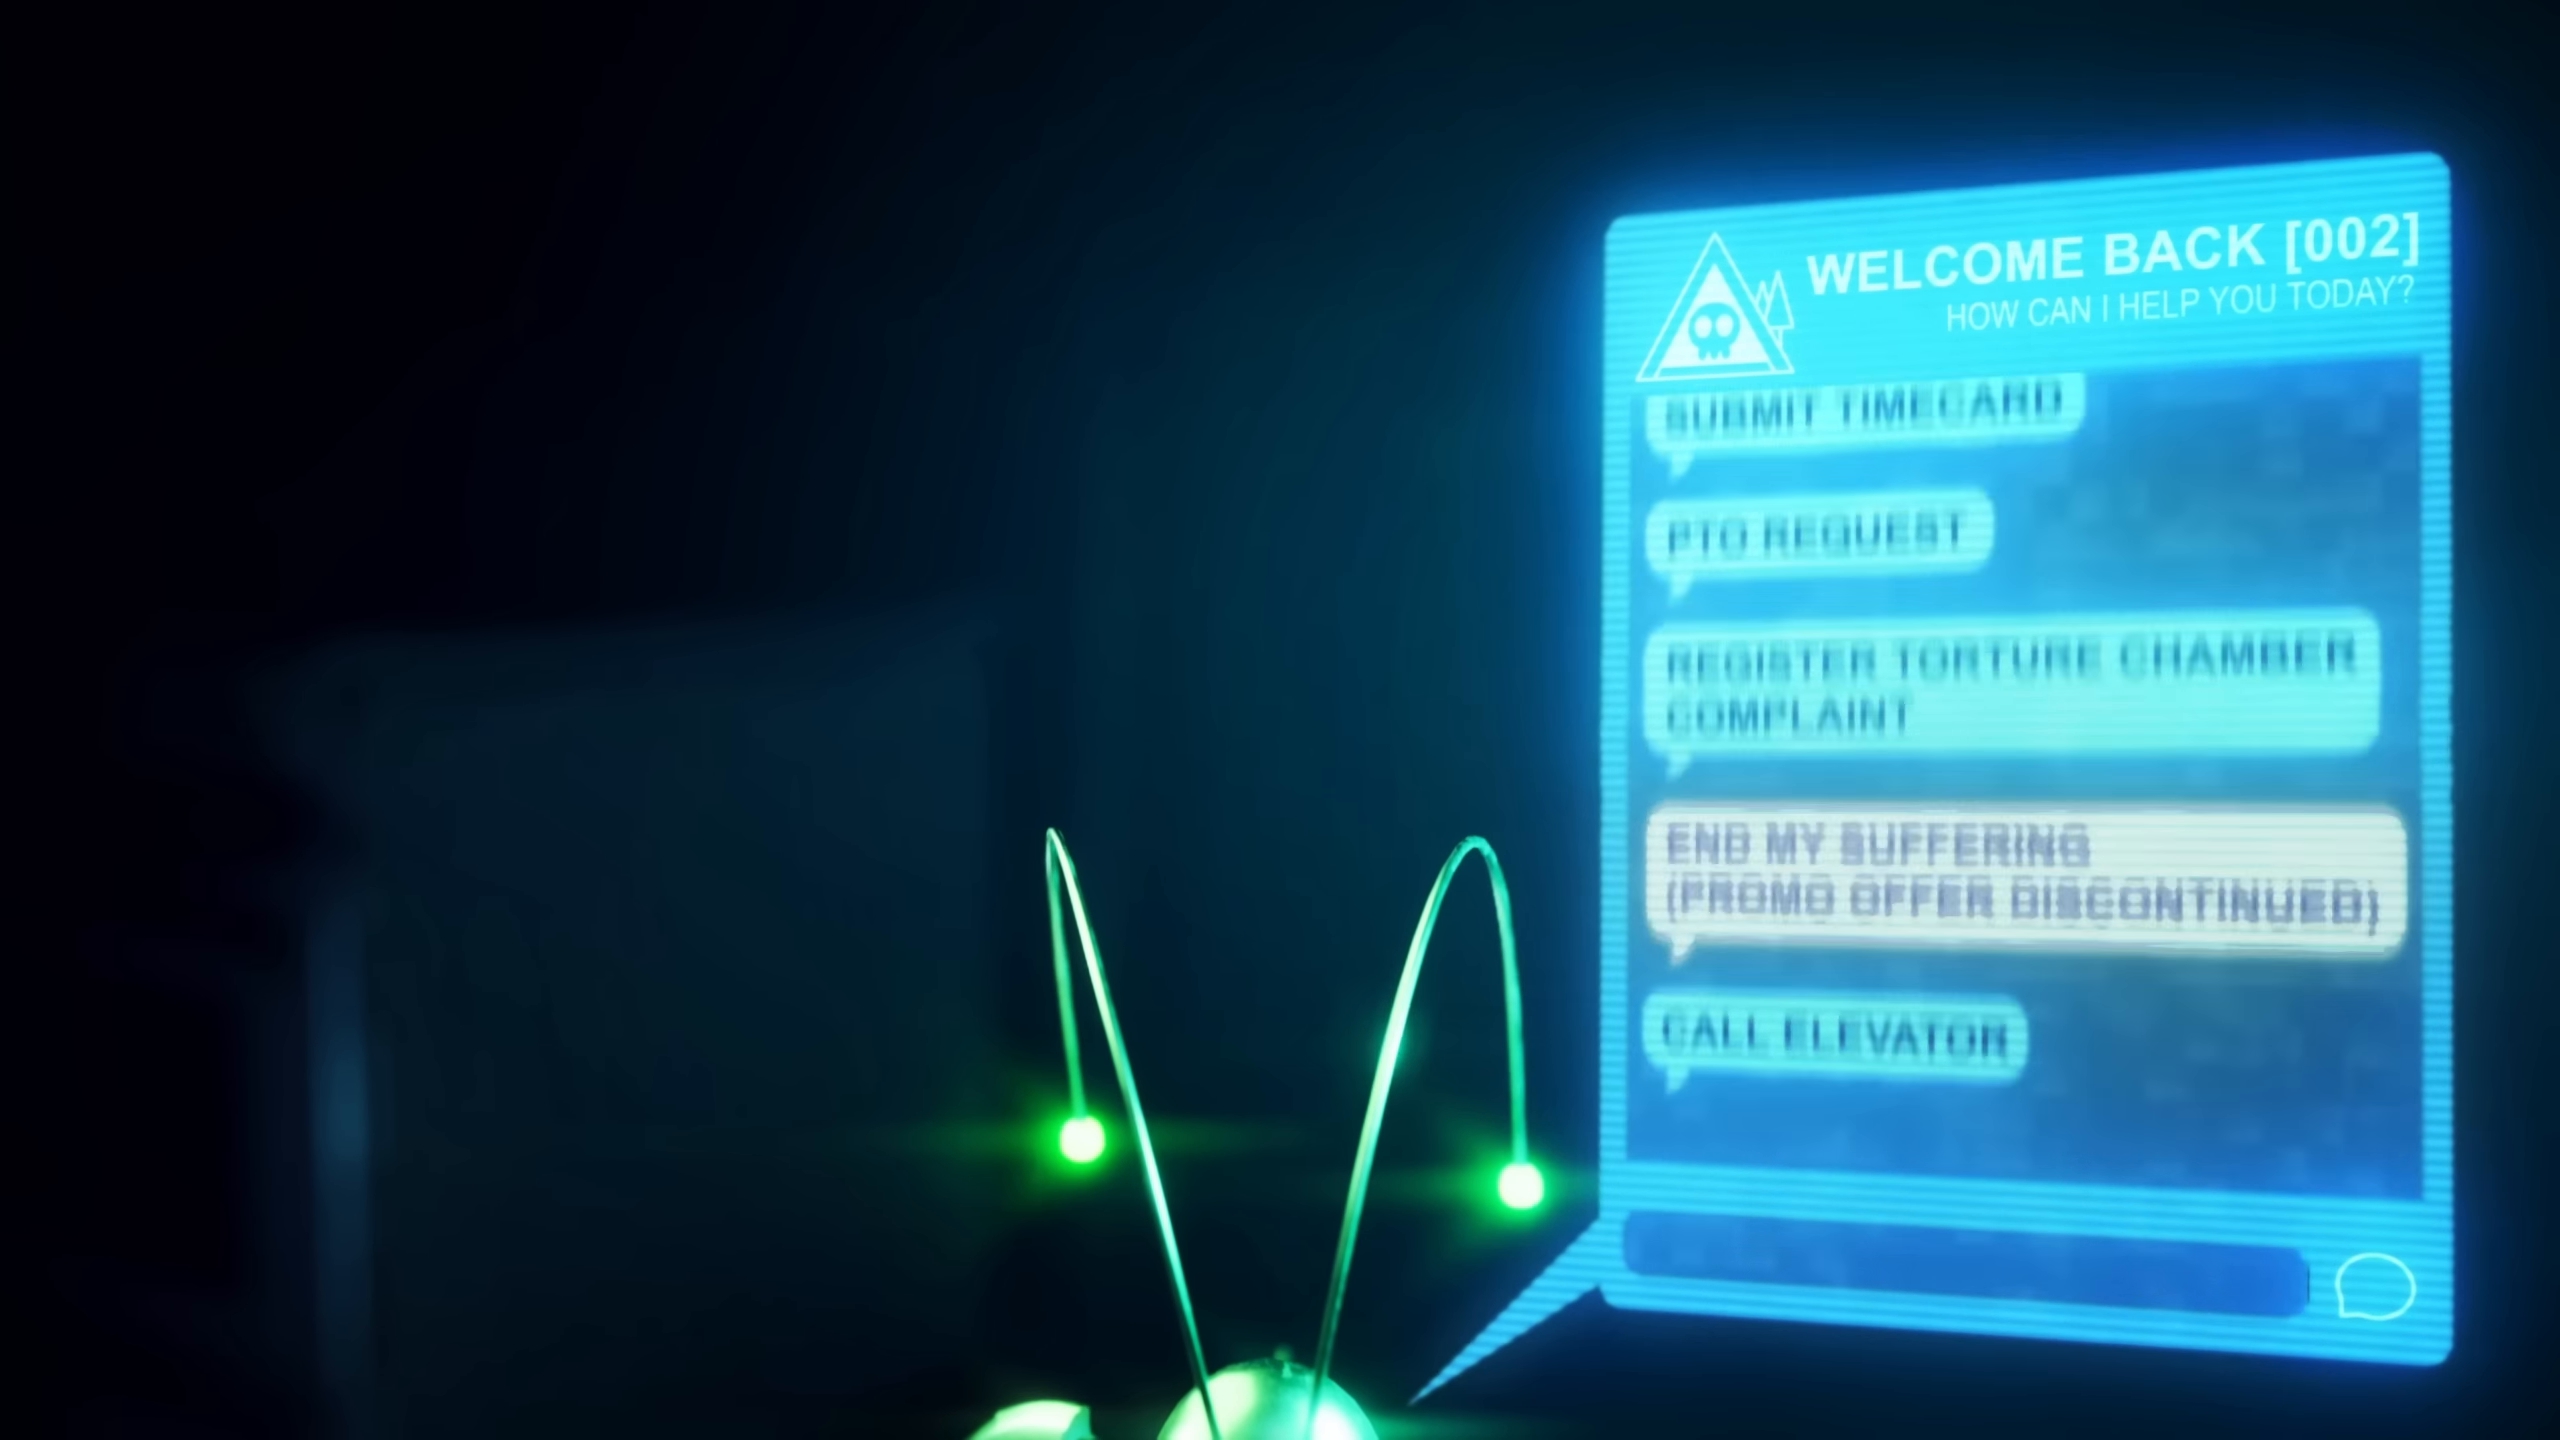 WELCOME BACK [002]
HOW CAN I HELP YOU TODAY?
SUBMIT TIMECARD
PTO REQUEST
REGISTER TORTURE CHAMBER
COMPLAINT
END MY SUFFERING
(PROMO OFFER DISCONTINUED)
CALL ELEVATOR